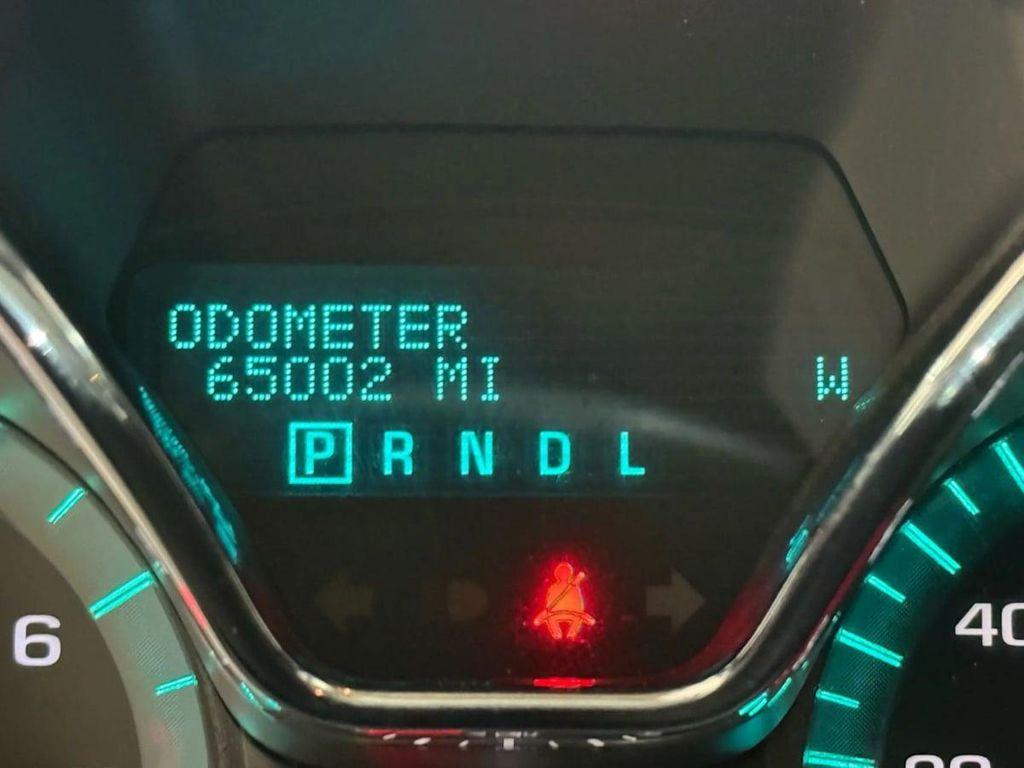 ODOMETER
65002 MI W
P R N D L
6
40